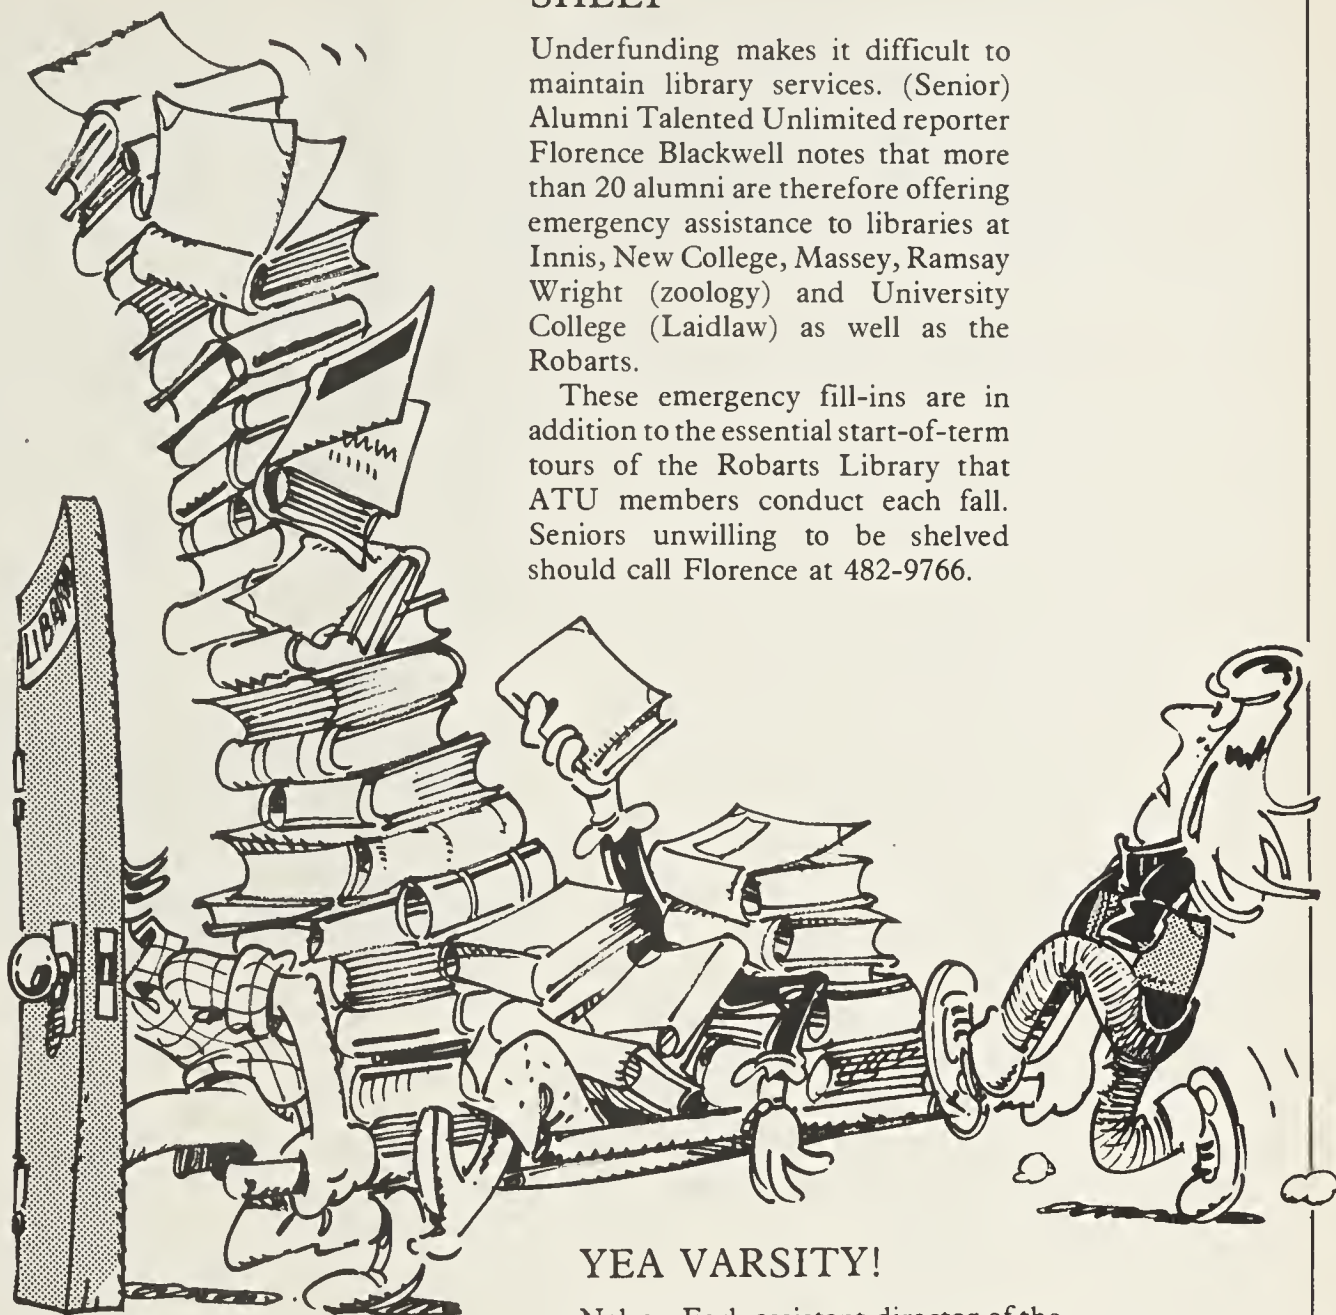 Underfunding makes it difficult to
maintain library services. (Senior)
Alumni Talented Unlimited reporter
Florence Blackwell notes that more
than 20 alumni are therefore offering
emergency assistance to libraries at
Innis, New College, Massey, Ramsay
Wright (zoology) and University
College (Laidlaw) as well as the
Robarts.
These emergency fill-ins are in
addition to the essential start-of-term
tours of the Robarts Library that
ATU members conduct each fall.
Seniors unwilling to be shelved
should call Florence at 482-9766.
YEA VARSITY!
assistant director of the